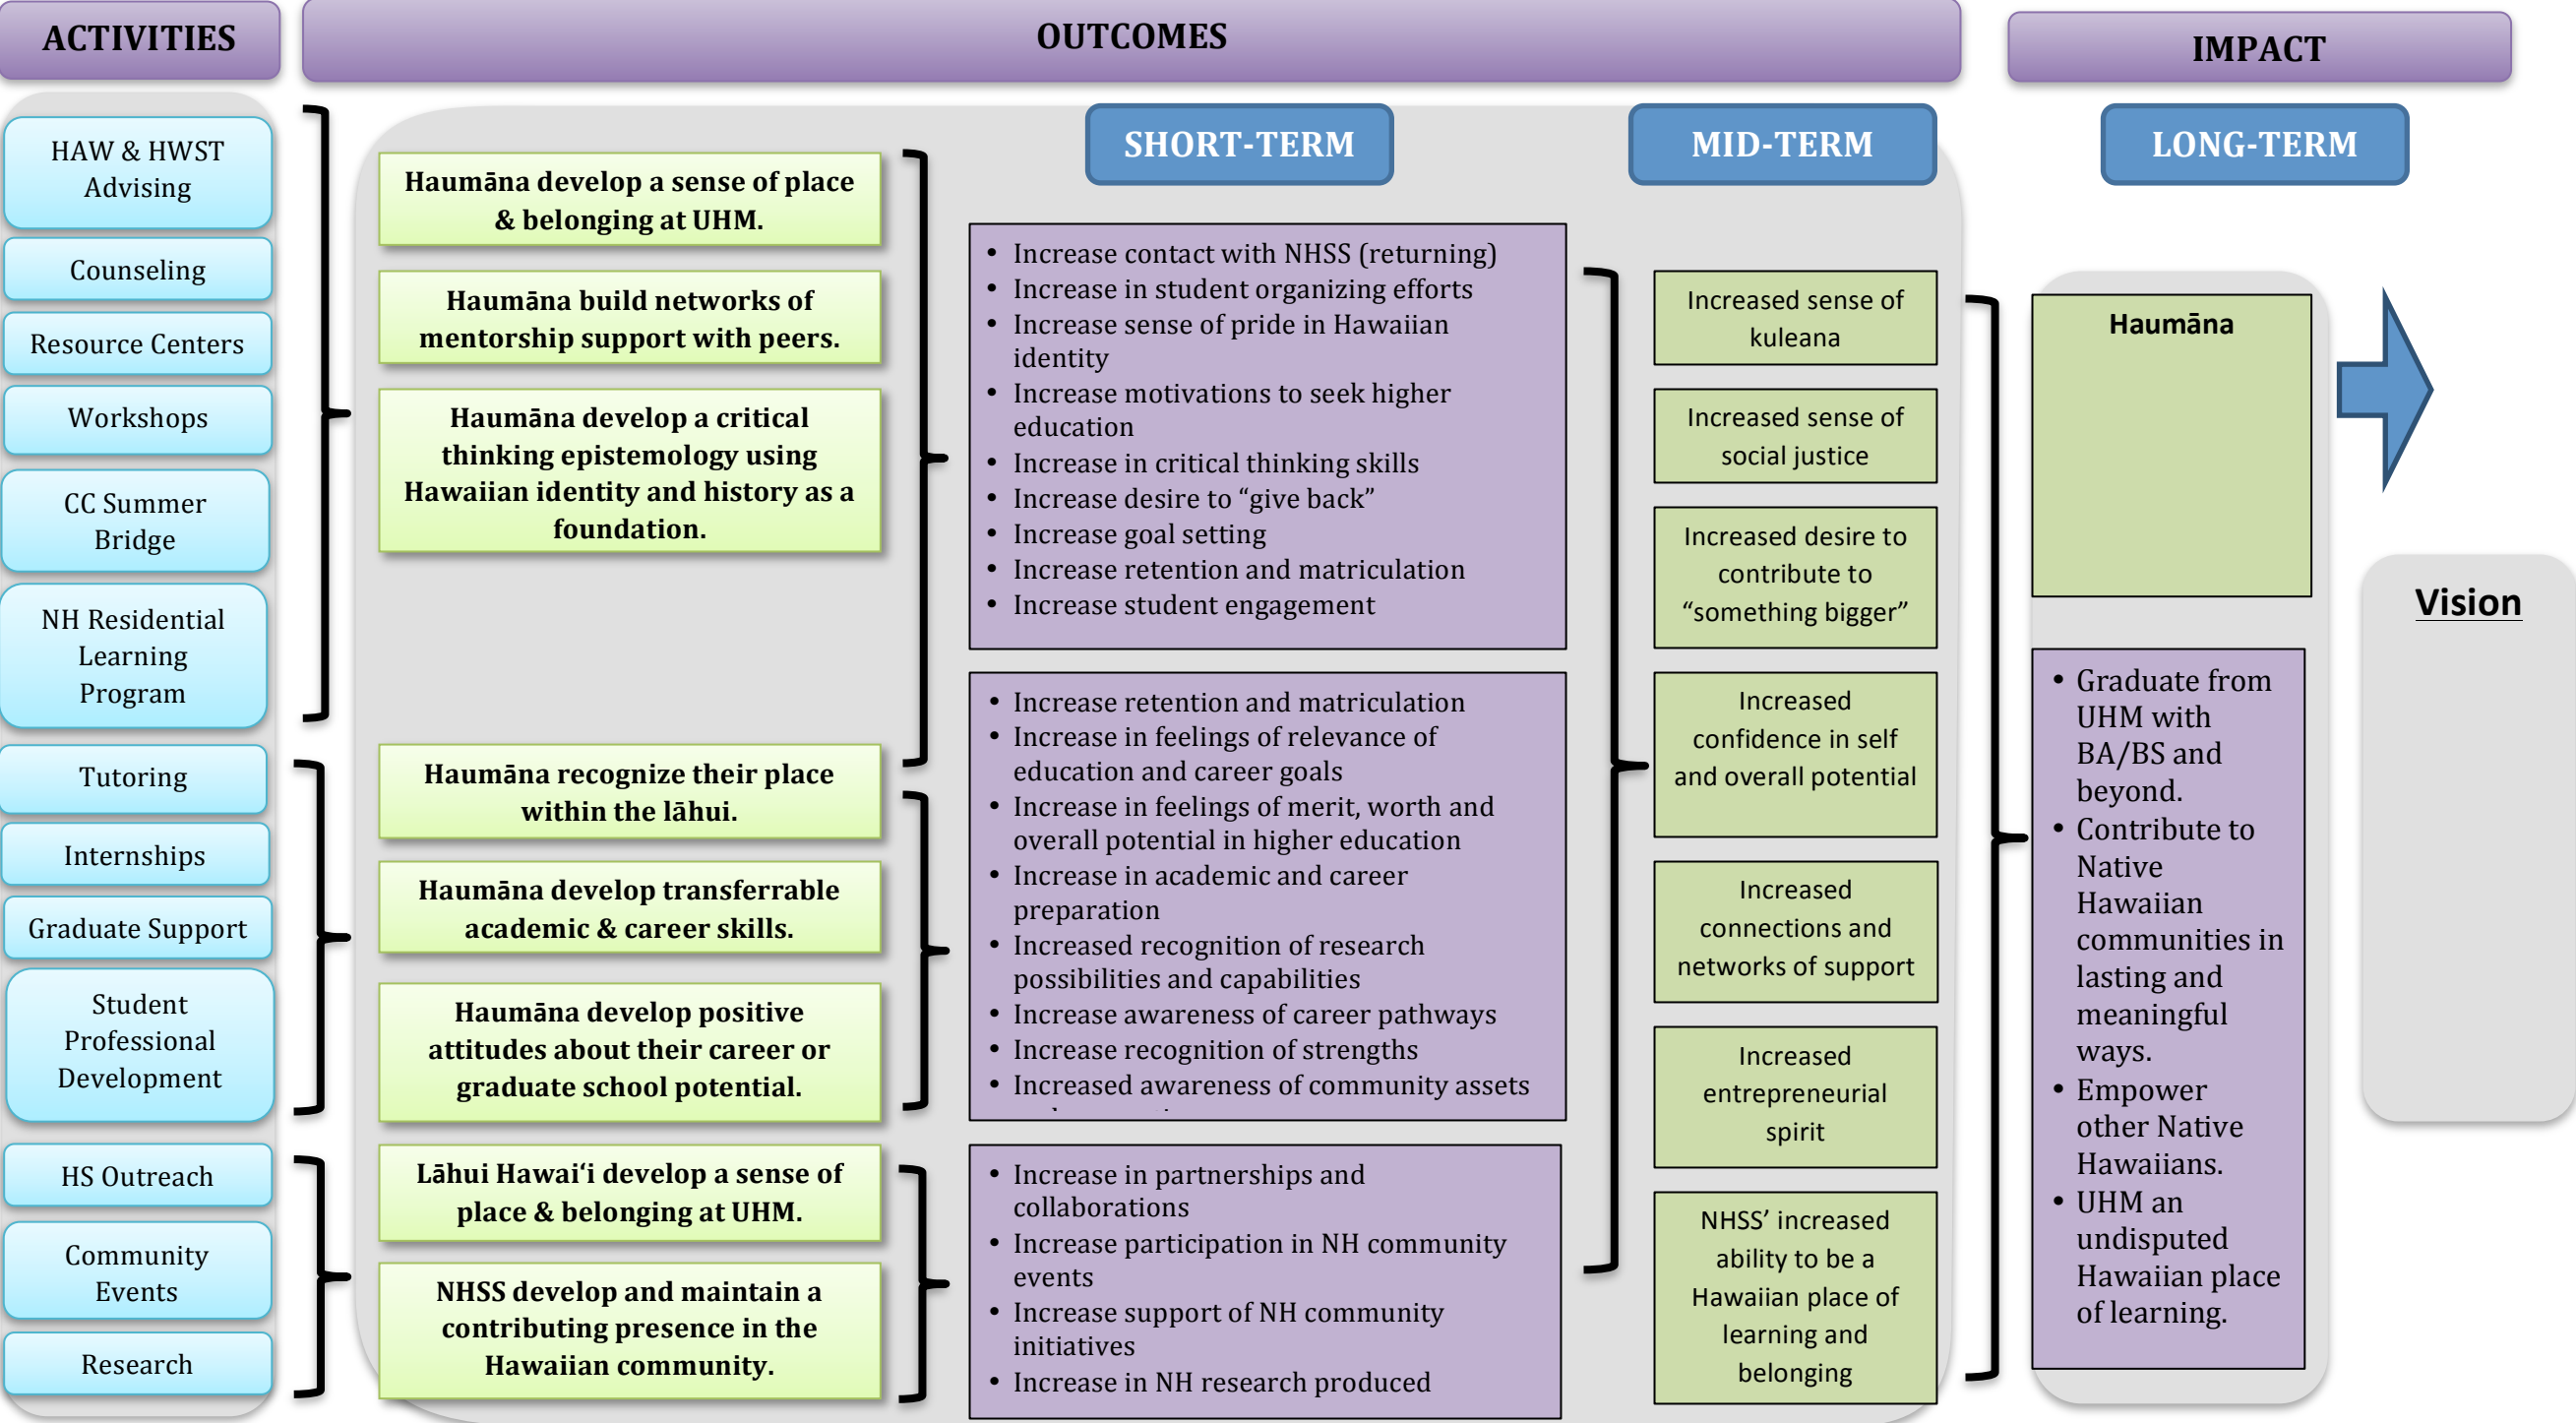 ACTIVITIES
OUTCOMES
IMPACT
HAW & HWST
Advising
Counseling
Resource Centers
Workshops
CC Summer
Bridge
NH Residential
Learning
Program
Tutoring
Internships
Graduate Support
Student
Professional
Development
HS Outreach
Community
Events
Research
Haumāna develop a sense of place
& belonging at UHM.
Haumāna build networks of
mentorship support with peers.
Haumāna develop a critical
thinking epistemology using
Hawaiian identity and history as a
foundation.
Haumāna recognize their place
within the lāhui.
Haumāna develop transferrable
academic & career skills.
Haumāna develop positive
attitudes about their career or
graduate school potential.
Lāhui Hawaiʻi develop a sense of
place & belonging at UHM.
NHSS develop and maintain a
contributing presence in the
Hawaiian community.
SHORT-TERM
• Increase contact with NHSS (returning)
• Increase in student organizing efforts
• Increase sense of pride in Hawaiian
identity
• Increase motivations to seek higher
education
• Increase in critical thinking skills
• Increase desire to “give back”
• Increase goal setting
• Increase retention and matriculation
• Increase student engagement
• Increase retention and matriculation
• Increase in feelings of relevance of
education and career goals
• Increase in feelings of merit, worth and
overall potential in higher education
• Increase in academic and career
preparation
• Increased recognition of research
possibilities and capabilities
• Increase awareness of career pathways
• Increase recognition of strengths
• Increased awareness of community assets
• Increase in partnerships and
collaborations
• Increase participation in NH community
events
• Increase support of NH community
initiatives
• Increase in NH research produced
MID-TERM
Increased sense of
kuleana
Increased sense of
social justice
Increased desire to
contribute to
“something bigger”
Increased
confidence in self
and overall potential
Increased
connections and
networks of support
Increased
entrepreneurial
spirit
NHSS’ increased
ability to be a
Hawaiian place of
learning and
belonging
LONG-TERM
Haumāna
• Graduate from
UHM with
BA/BS and
beyond.
• Contribute to
Native
Hawaiian
communities in
lasting and
meaningful
ways.
• Empower
other Native
Hawaiians.
• UHM an
undisputed
Hawaiian place
of learning.
Vision